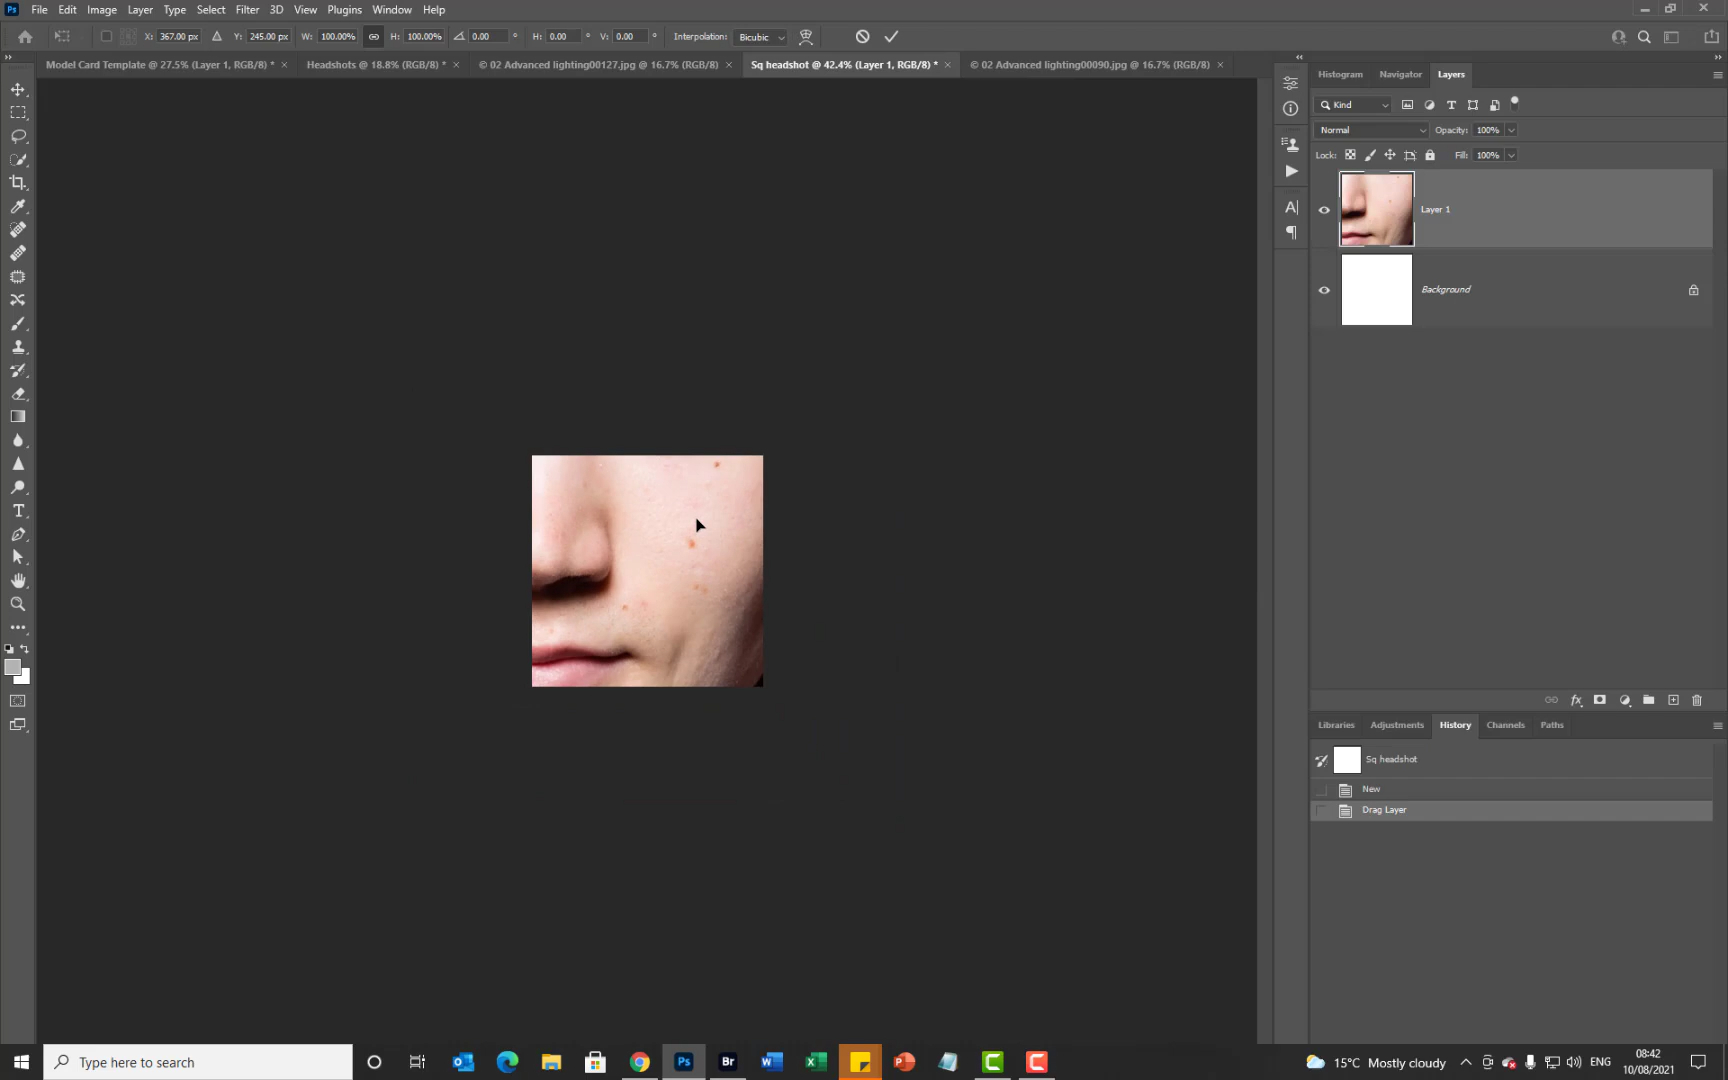 File Edit Image Layer Type Select Filter 3D View Plugins Window Help
X: 367.00 px Y: 245.00 px W: 100.00% H: 100.00% 0.00 ° H: 0.00 ° V: 0.00 ° Interpolation: Bicubic
Model Card Template @ 27.5% (Layer 1, RGB/8) * × Headshots @ 18.8% (RGB/8) * × © 02 Advanced lighting00127.jpg @ 16.7% (RGB/8) × Sq headshot @ 42.4% (Layer 1, RGB/8) * × © 02 Advanced lighting00090.jpg @ 16.7% (RGB/8) ×
Histogram Navigator Layers
Kind
Normal Opacity: 100%
Lock: Fill: 100%
Layer 1
Background
Libraries Adjustments History Channels Paths
Sq headshot
New
Drag Layer
Type here to search
15°C Mostly cloudy ENG
08:42
10/08/2021